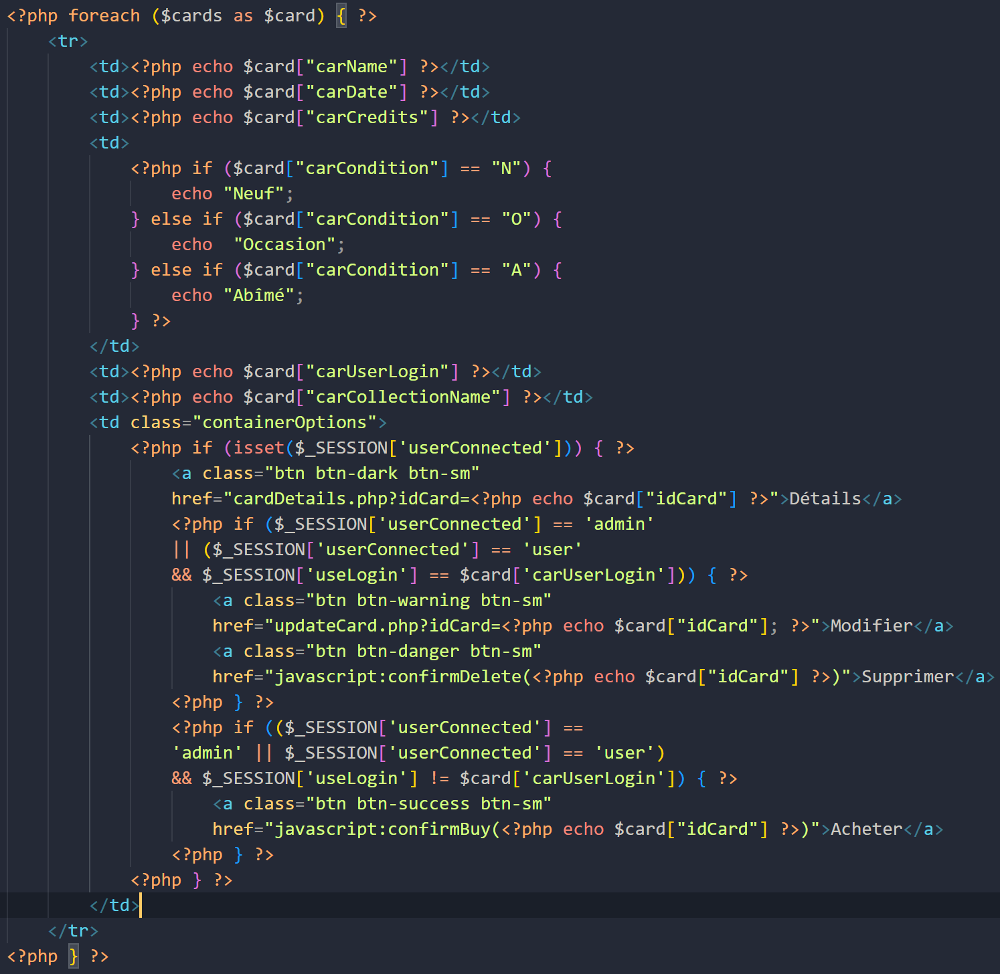 <?php foreach ($cards as $card) { ?>
    <tr>
        <td><?php echo $card["carName"] ?></td>
        <td><?php echo $card["carDate"] ?></td>
        <td><?php echo $card["carCredits"] ?></td>
        <td>
            <?php if ($card["carCondition"] == "N") {
                echo "Neuf";
            } else if ($card["carCondition"] == "O") {
                echo  "Occasion";
            } else if ($card["carCondition"] == "A") {
                echo "Abîmé";
            } ?>
        </td>
        <td><?php echo $card["carUserLogin"] ?></td>
        <td><?php echo $card["carCollectionName"] ?></td>
        <td class="containerOptions">
            <?php if (isset($_SESSION['userConnected'])) { ?>
                <a class="btn btn-dark btn-sm"
                href="cardDetails.php?idCard=<?php echo $card["idCard"] ?>">Détails</a>
                <?php if ($_SESSION['userConnected'] == 'admin'
                || ($_SESSION['userConnected'] == 'user'
                && $_SESSION['useLogin'] == $card['carUserLogin'])) { ?>
                    <a class="btn btn-warning btn-sm"
                    href="updateCard.php?idCard=<?php echo $card["idCard"]; ?>">Modifier</a>
                    <a class="btn btn-danger btn-sm"
                    href="javascript:confirmDelete(<?php echo $card["idCard"] ?>)">Supprimer</a>
                <?php } ?>
                <?php if (($_SESSION['userConnected'] ==
                'admin' || $_SESSION['userConnected'] == 'user')
                && $_SESSION['useLogin'] != $card['carUserLogin']) { ?>
                    <a class="btn btn-success btn-sm"
                    href="javascript:confirmBuy(<?php echo $card["idCard"] ?>)">Acheter</a>
                <?php } ?>
            <?php } ?>
        </td>
    </tr>
<?php } ?>